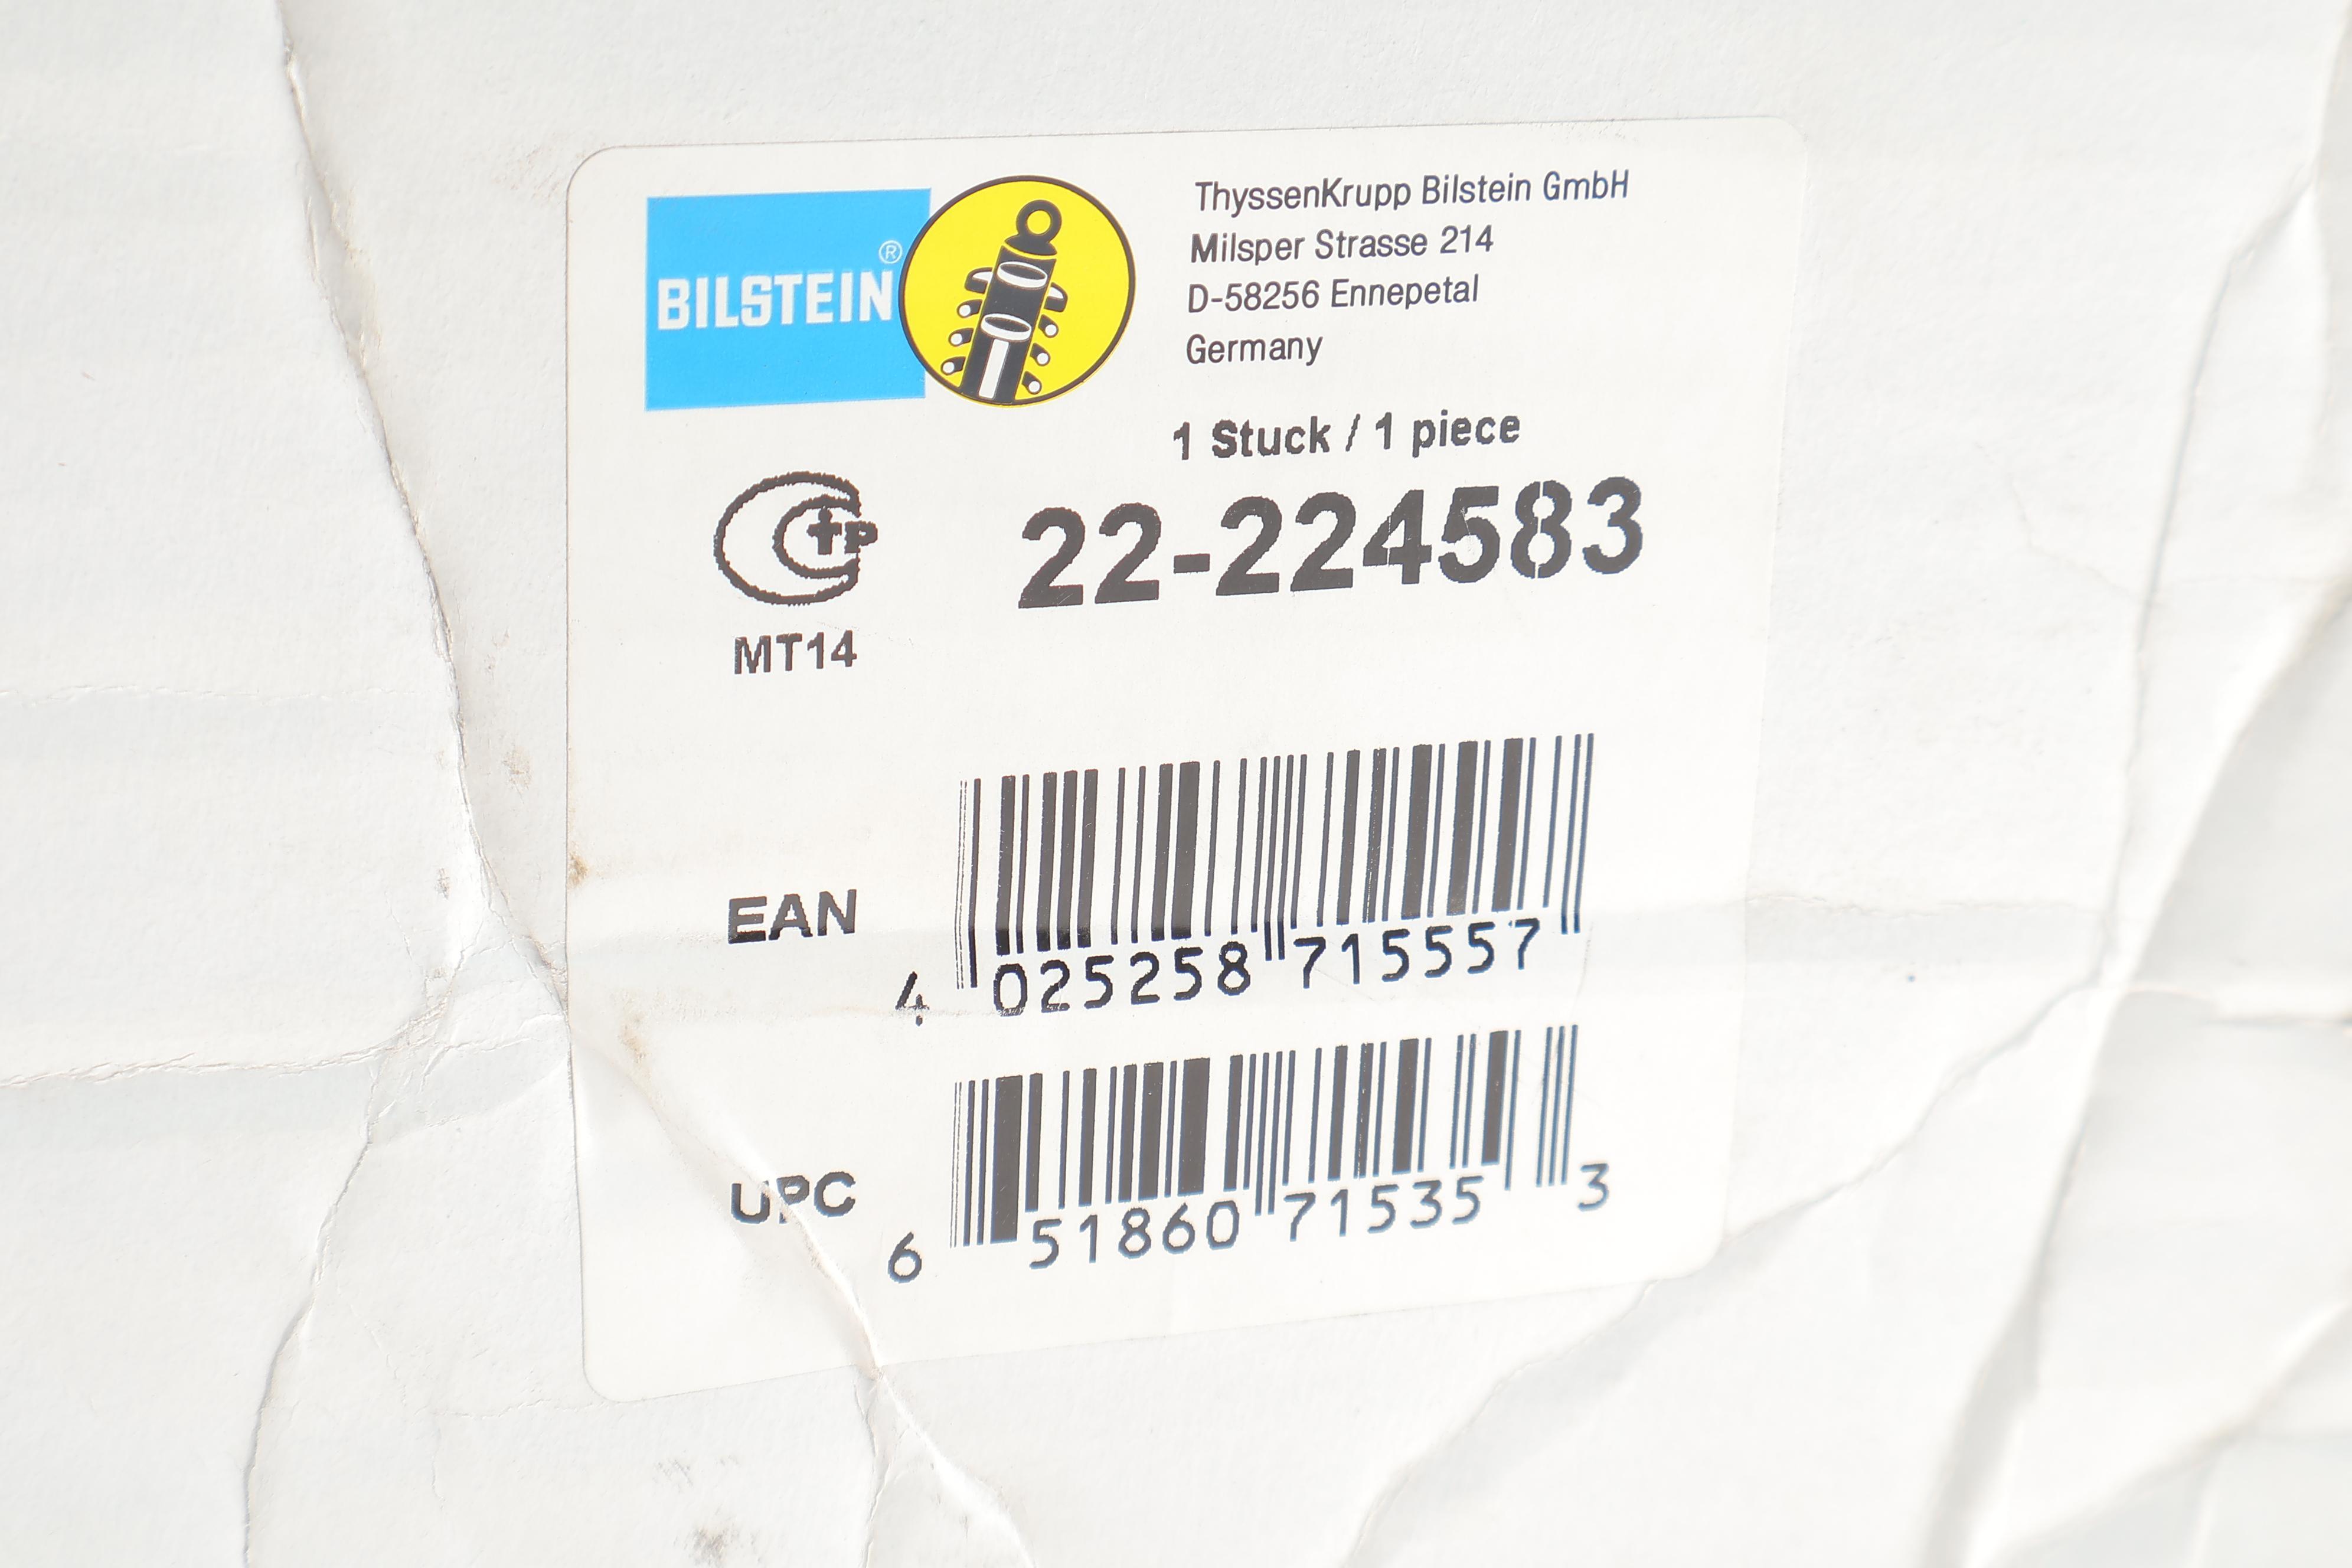 BILSTEIN®
ThyssenKrupp Bilstein GmbH
Milsper Strasse 214
D-58256 Ennepetal
Germany
1 Stuck / 1 piece
22-224583
MT14
EAN
4 025258 715557
UPC
6 51860 71535 3